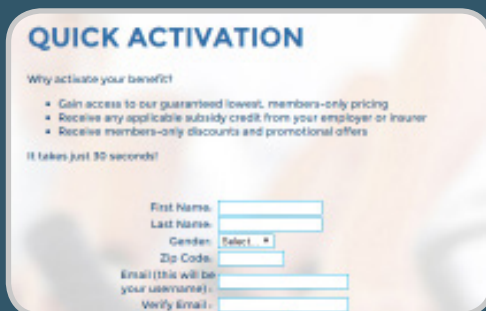 QUICK ACTIVATION
Why activate your benefit?
Gain access to our guaranteed lowest, members-only pricing
Receive any applicable subsidy credit from your employer or insurer
Receive members-only discounts and promotional offers
It takes just 30 seconds!
First Name:
Last Name:
Gender: Select...
Zip Code:
Email (this will be
your username):
Verify Email: